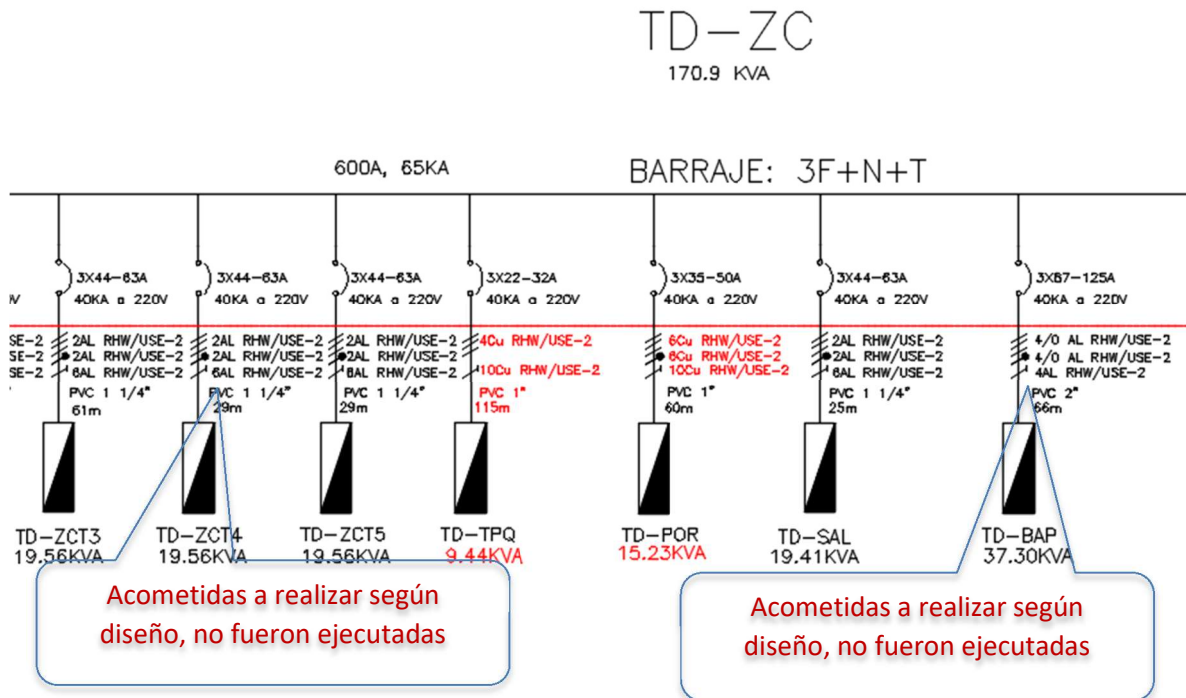 TD-ZC
170.9 KVA
600A, 65KA
BARRAJE: 3F+N+T
3X44-63A
40KA a 220V
3X44-63A
40KA a 220V
3X44-63A
40KA a 220V
3X22-32A
40KA a 220V
3X35-50A
40KA a 220V
3X44-63A
40KA a 220V
3X87-125A
40KA a 220V
SE-2
SE-2
SE-2
2AL RHW/USE-2
2AL RHW/USE-2
6AL RHW/USE-2
PVC 1 1/4"
61m
2AL RHW/USE-2
2AL RHW/USE-2
6AL RHW/USE-2
PVC 1 1/4"
29m
2AL RHW/USE-2
2AL RHW/USE-2
6AL RHW/USE-2
PVC 1 1/4"
29m
4Cu RHW/USE-2
10Cu RHW/USE-2
PVC 1"
115m
6Cu RHW/USE-2
6Cu RHW/USE-2
10Cu RHW/USE-2
PVC 1"
60m
2AL RHW/USE-2
2AL RHW/USE-2
6AL RHW/USE-2
PVC 1 1/4"
25m
4/0 AL RHW/USE-2
4/0 AL RHW/USE-2
4AL RHW/USE-2
PVC 2"
66m
TD-ZCT3
19.56KVA
TD-ZCT4
19.56KVA
TD-ZCT5
19.56KVA
TD-TPQ
9.44KVA
TD-POR
15.23KVA
TD-SAL
19.41KVA
TD-BAP
37.30KVA
Acometidas a realizar según
diseño, no fueron ejecutadas
Acometidas a realizar según
diseño, no fueron ejecutadas